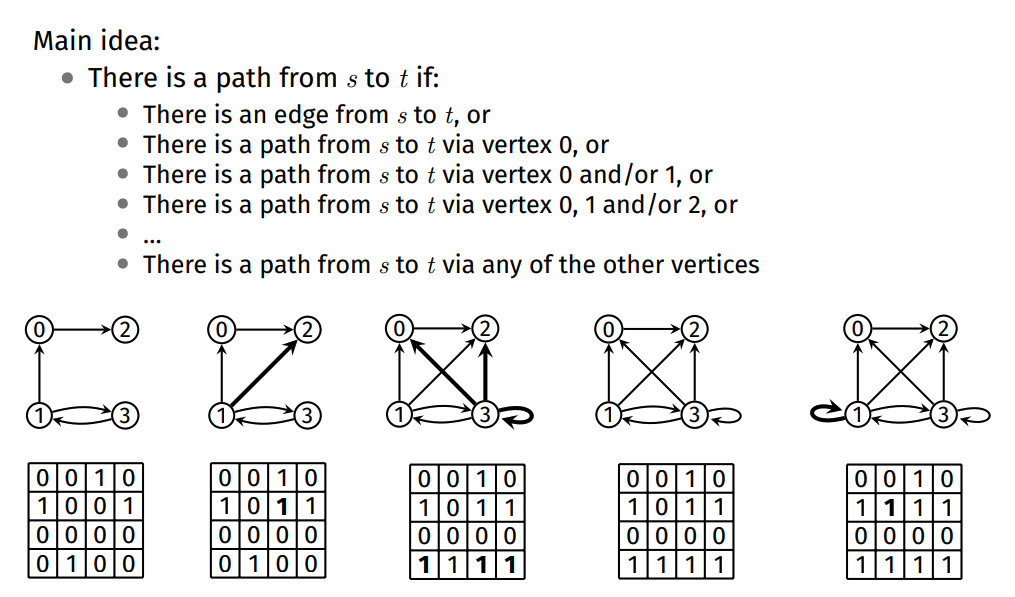 Main idea:
• There is a path from s to t if:
• There is an edge from s to t, or
• There is a path from s to t via vertex 0, or
• There is a path from s to t via vertex 0 and/or 1, or
• There is a path from s to t via vertex 0, 1 and/or 2, or
• ...
• There is a path from s to t via any of the other vertices
0 2 0 2 0 2 0 2 0 2
1 3 1 3 1 3 1 3 1 3
0 0 1 0 0 0 1 0 0 0 1 0 0 0 1 0 0 0 1 0
1 0 0 1 1 0 1 1 1 0 1 1 1 0 1 1 1 1 1 1
0 0 0 0 0 0 0 0 0 0 0 0 0 0 0 0 0 0 0 0
0 1 0 0 0 1 0 0 1 1 1 1 1 1 1 1 1 1 1 1